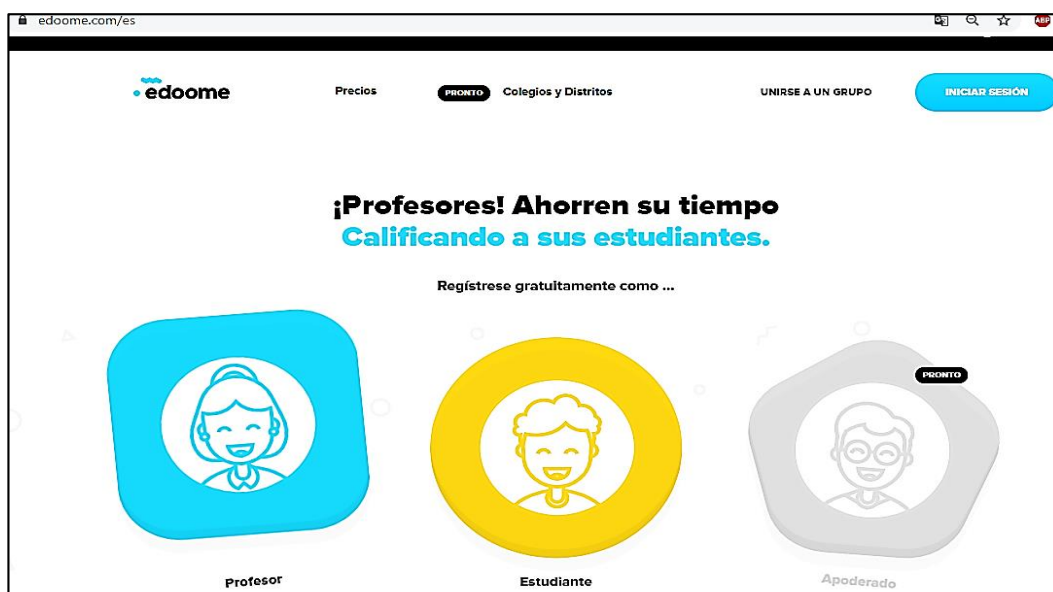 edoome.com/es
ABP
edoome
Precios
PRONTO Colegios y Distritos
UNIRSE A UN GRUPO
INICIAR SESIÓN
¡Profesores! Ahorren su tiempo
Calificando a sus estudiantes.
Regístrese gratuitamente como ...
PRONTO
Profesor
Estudiante
Apoderado